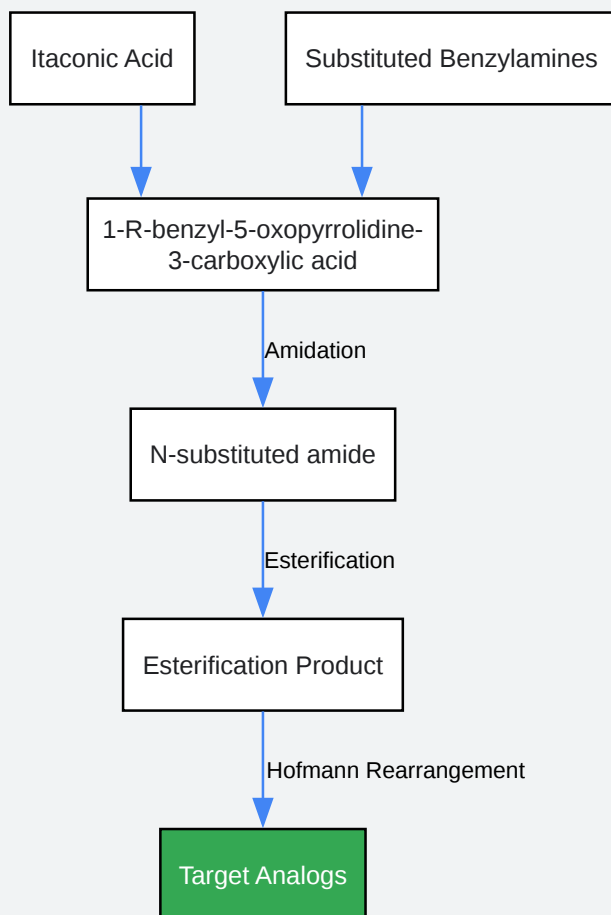 Itaconic Acid
Substituted Benzylamines
1-R-benzyl-5-oxopyrrolidine-
3-carboxylic acid
Amidation
N-substituted amide
Esterification
Esterification Product
Hofmann Rearrangement
Target Analogs